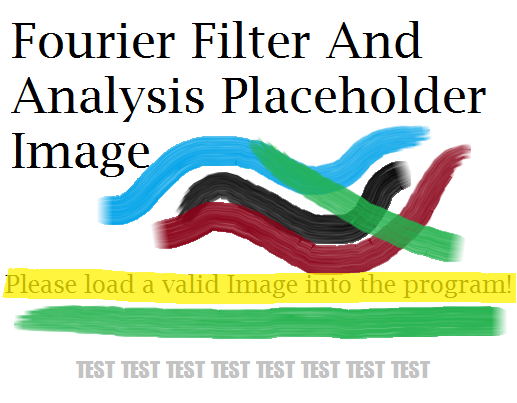 Fourier Filter And
Analysis Placeholder
Image
Please load a valid Image into the program!
TEST TEST TEST TEST TEST TEST TEST TEST